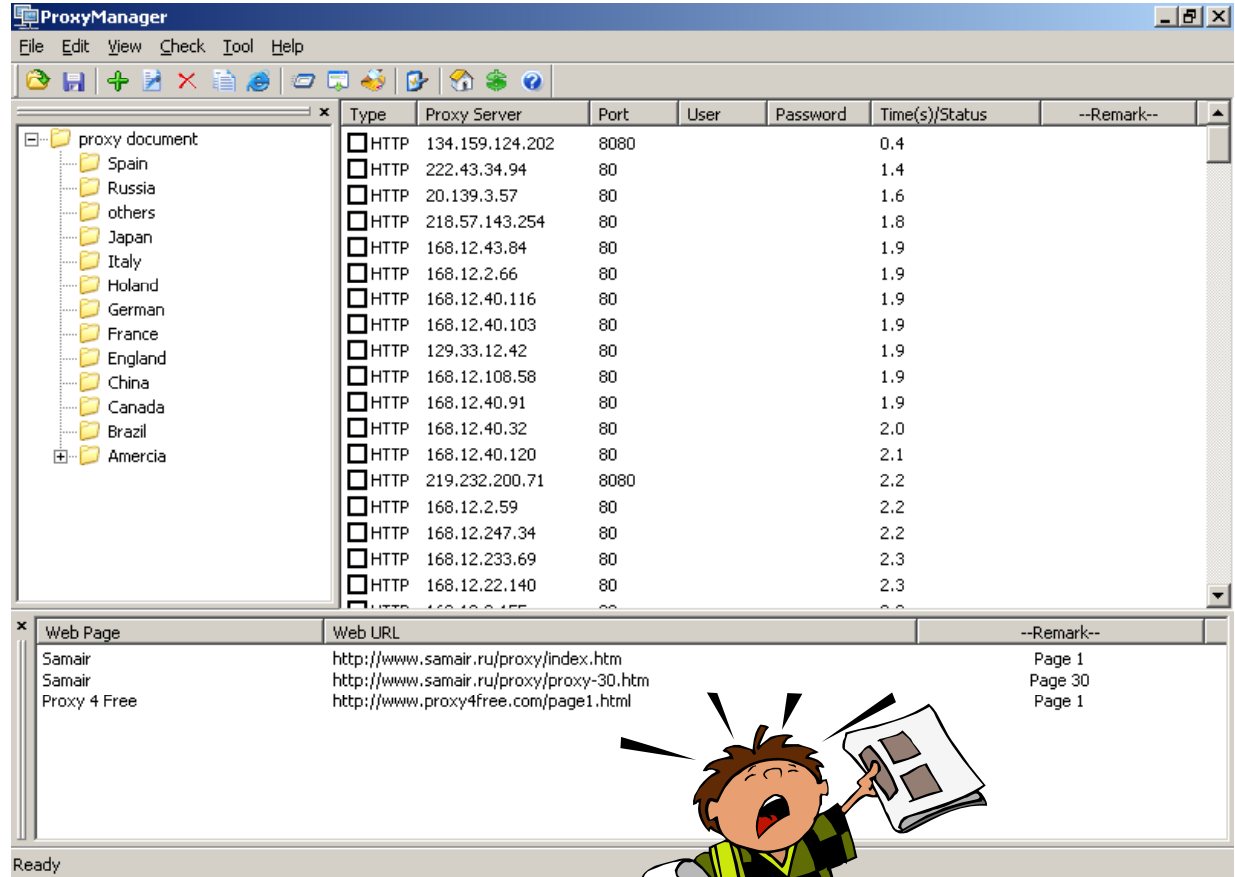 ProxyManager
File Edit View Check Tool Help
proxy document
Spain
Russia
others
Japan
Italy
Holand
German
France
England
China
Canada
Brazil
Amercia
Type Proxy Server Port User Password Time(s)/Status --Remark--
HTTP 134.159.124.202 8080 0.4
HTTP 222.43.34.94 80 1.4
HTTP 20.139.3.57 80 1.6
HTTP 218.57.143.254 80 1.8
HTTP 168.12.43.84 80 1.9
HTTP 168.12.2.66 80 1.9
HTTP 168.12.40.116 80 1.9
HTTP 168.12.40.103 80 1.9
HTTP 129.33.12.42 80 1.9
HTTP 168.12.108.58 80 1.9
HTTP 168.12.40.91 80 1.9
HTTP 168.12.40.32 80 2.0
HTTP 168.12.40.120 80 2.1
HTTP 219.232.200.71 8080 2.2
HTTP 168.12.2.59 80 2.2
HTTP 168.12.247.34 80 2.2
HTTP 168.12.233.69 80 2.3
HTTP 168.12.22.140 80 2.3
Web Page Web URL --Remark--
Samair http://www.samair.ru/proxy/index.htm Page 1
Samair http://www.samair.ru/proxy/proxy-30.htm Page 30
Proxy 4 Free http://www.proxy4free.com/page1.html Page 1
Ready